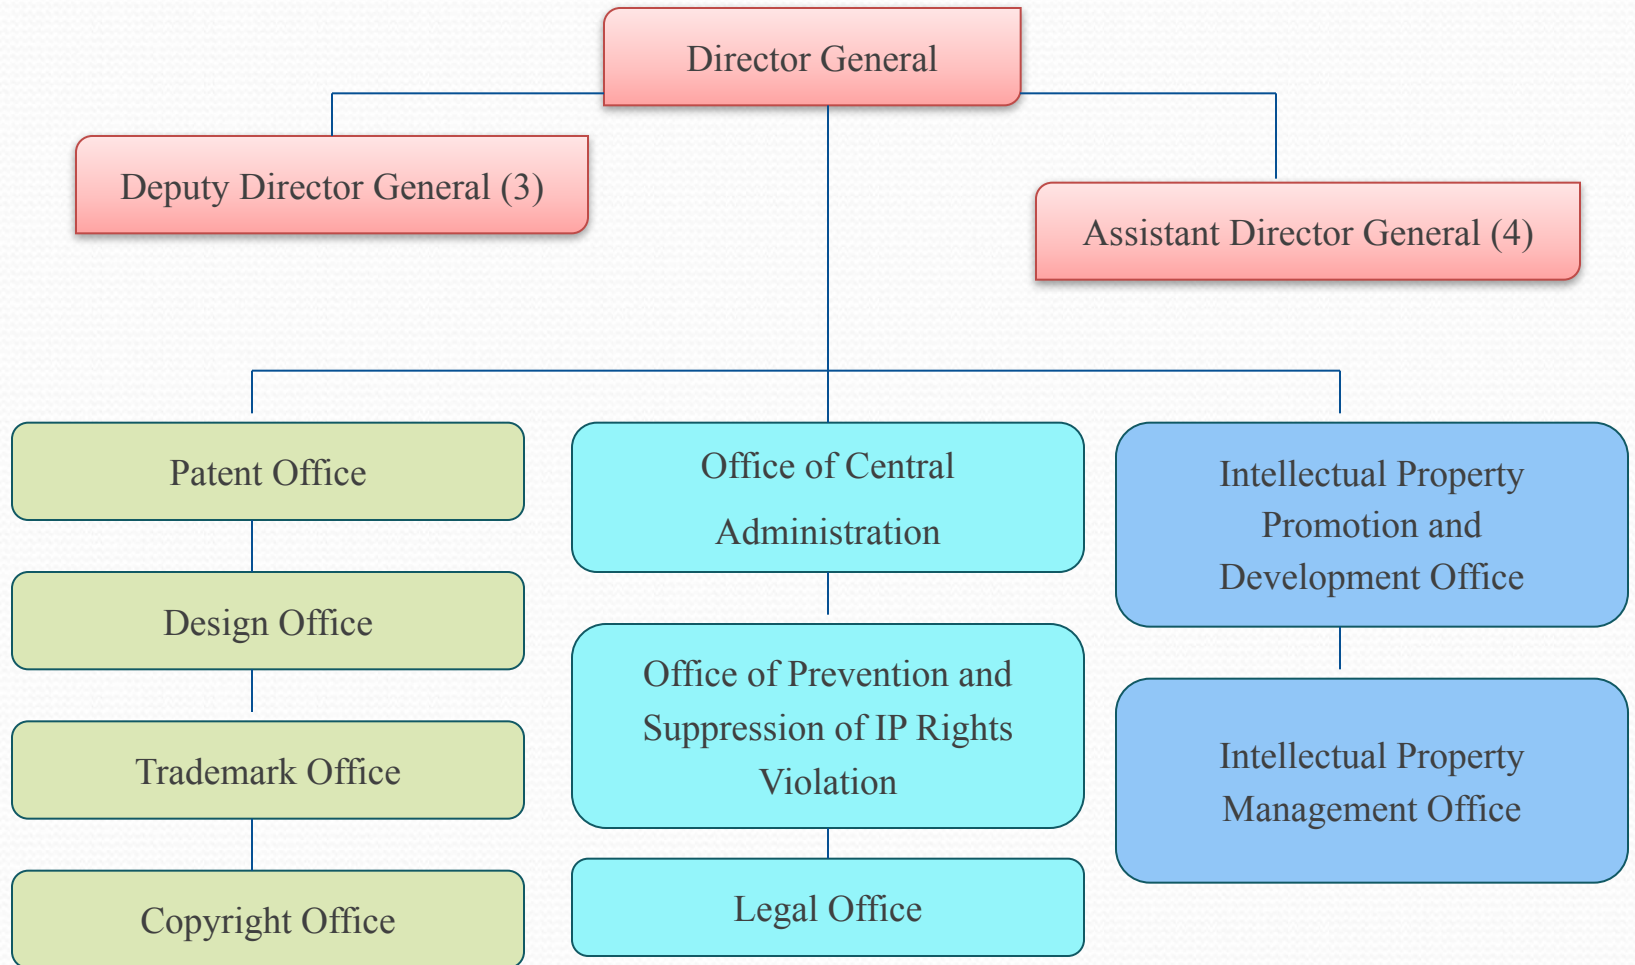 Director General
Deputy Director General (3)
Assistant Director General (4)
Patent Office
Design Office
Trademark Office
Copyright Office
Office of Central
Administration
Office of Prevention and
Suppression of IP Rights
Violation
Legal Office
Intellectual Property
Promotion and
Development Office
Intellectual Property
Management Office